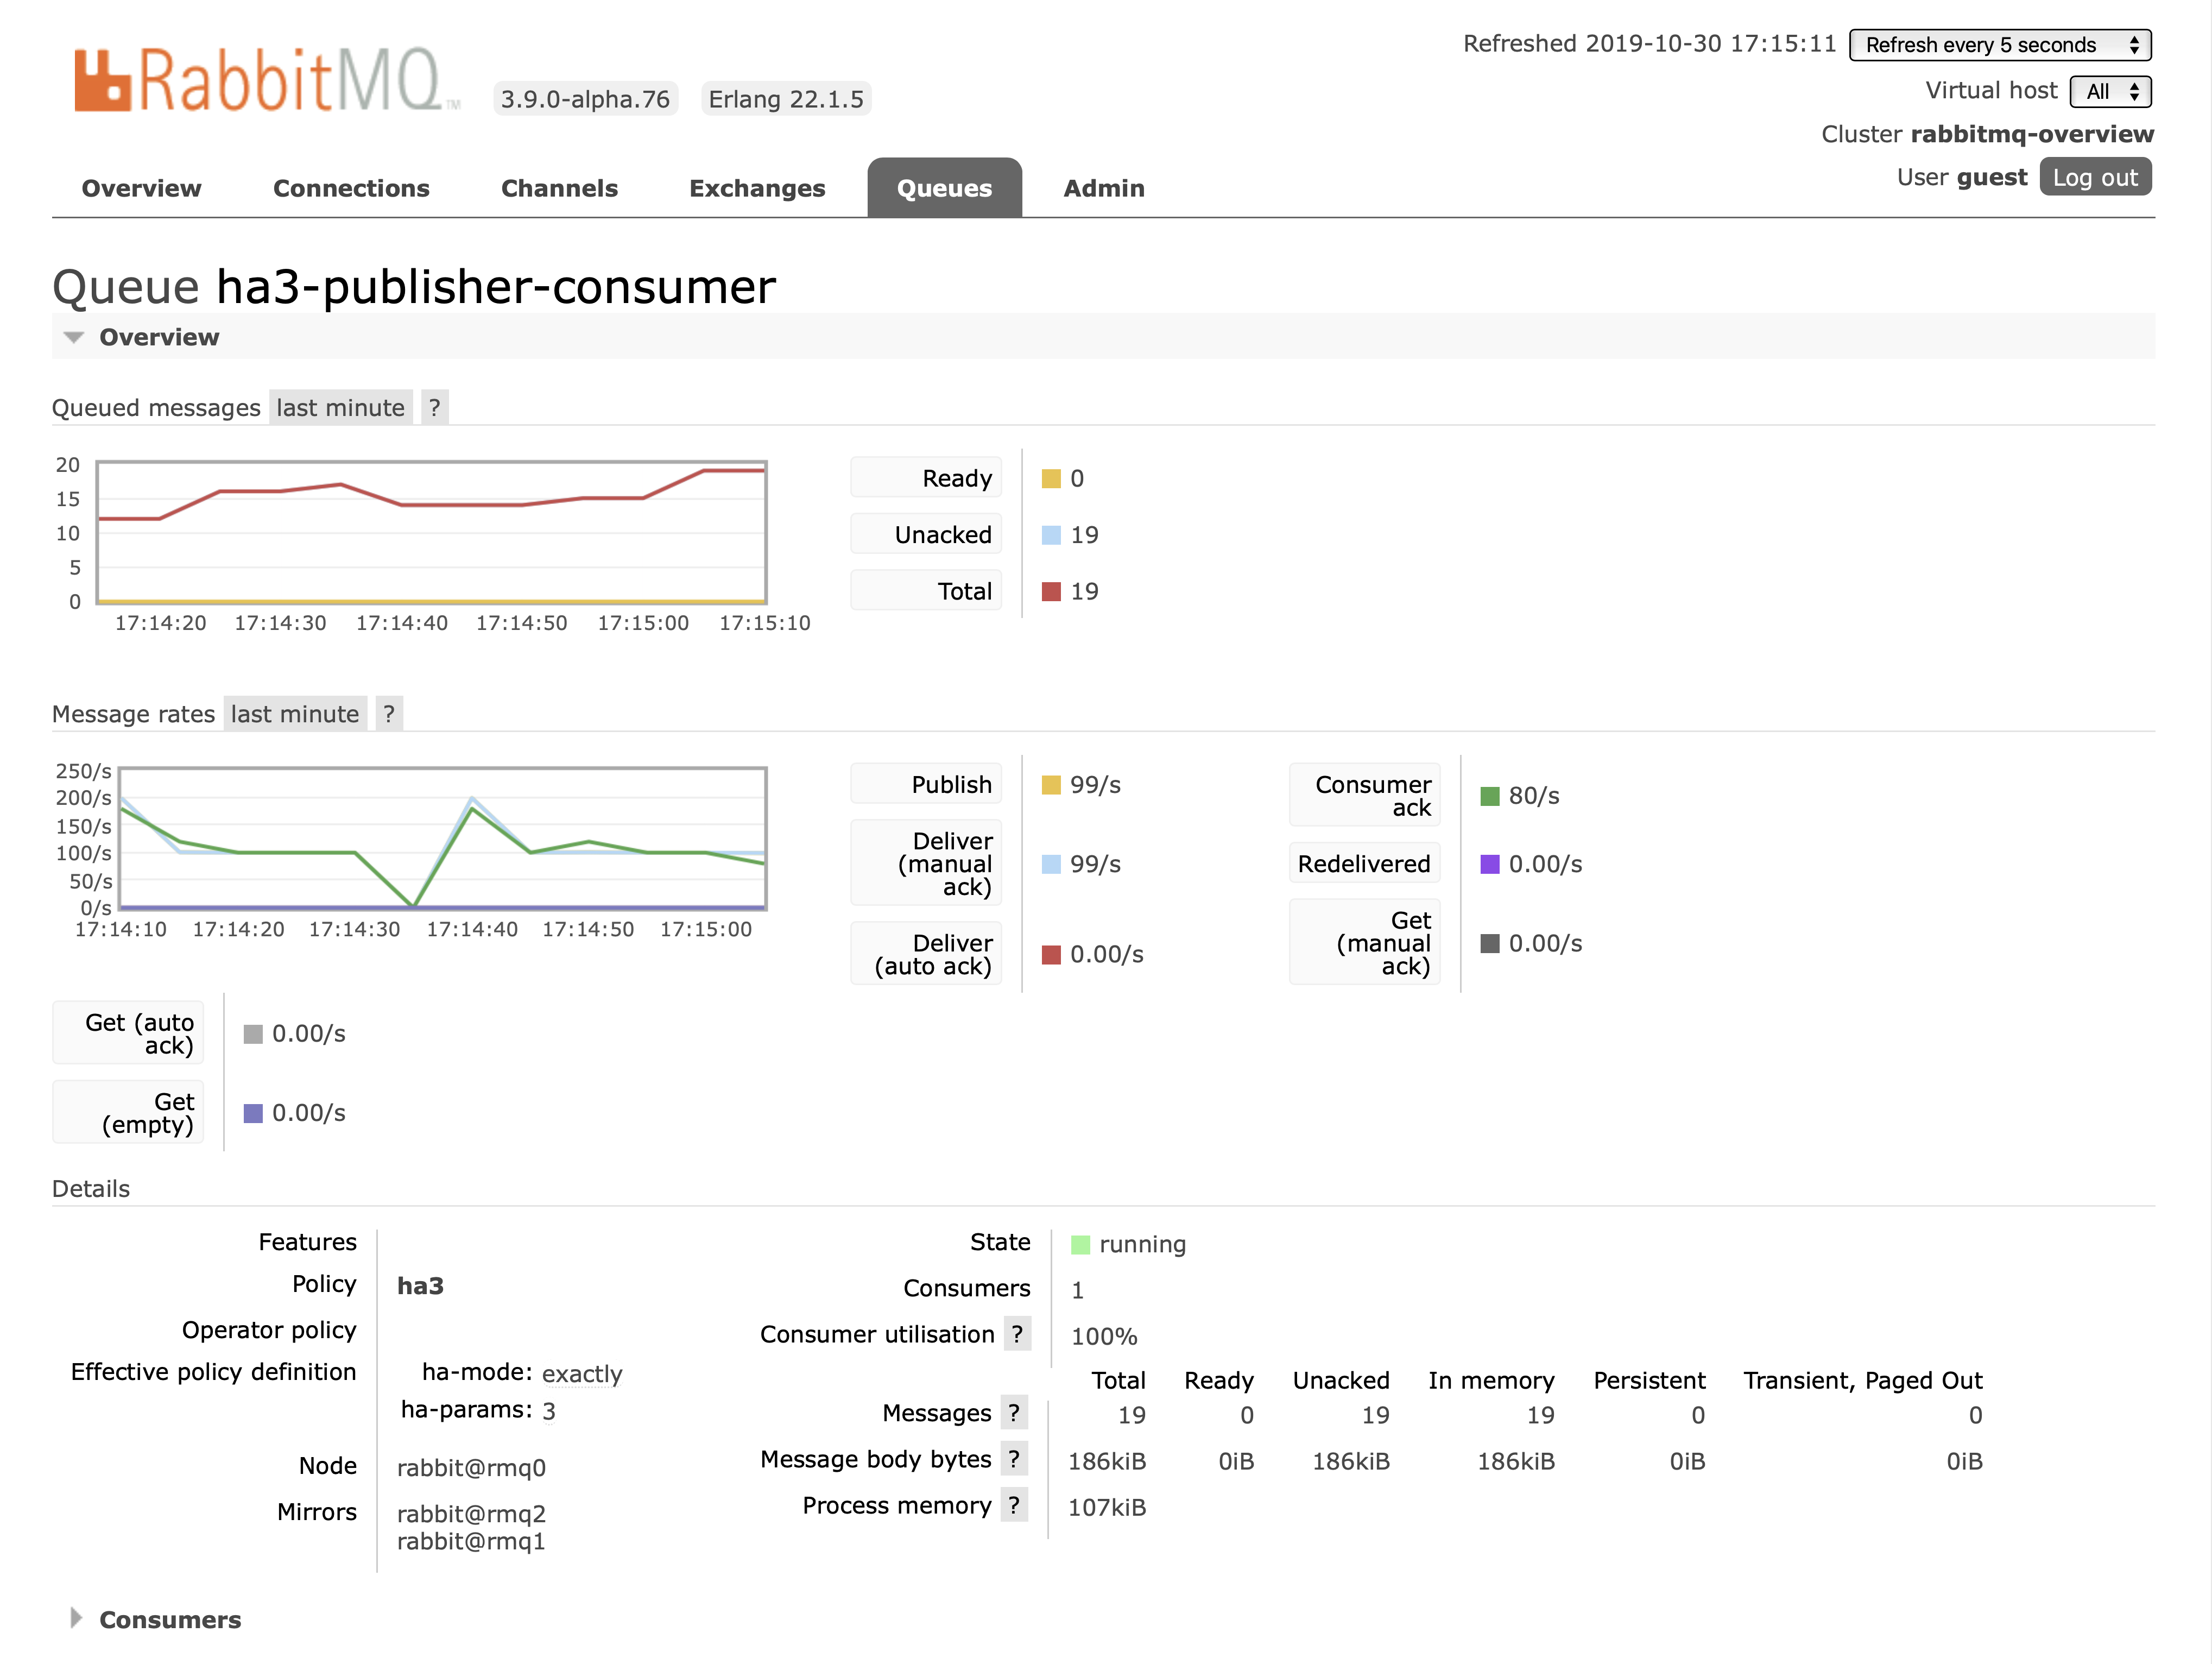 RabbitMQ TM 3.9.0-alpha.76 Erlang 22.1.5
Refreshed 2019-10-30 17:15:11 Refresh every 5 seconds
Virtual host All
Cluster rabbitmq-overview
User guest Log out
Overview Connections Channels Exchanges Queues Admin
Queue ha3-publisher-consumer
Overview
Queued messages last minute ?
20
15
10
5
0
17:14:20 17:14:30 17:14:40 17:14:50 17:15:00 17:15:10
Ready 0
Unacked 19
Total 19
Message rates last minute ?
250/s
200/s
150/s
100/s
50/s
0/s
17:14:10 17:14:20 17:14:30 17:14:40 17:14:50 17:15:00
Publish 99/s
Deliver
(manual 99/s
ack)
Deliver
(auto ack) 0.00/s
Consumer
ack 80/s
Redelivered 0.00/s
Get
(manual 0.00/s
ack)
Get (auto
ack) 0.00/s
Get
(empty) 0.00/s
Details
Features
Policy ha3
Operator policy
Effective policy definition ha-mode: exactly
ha-params: 3
Node rabbit@rmq0
Mirrors rabbit@rmq2
rabbit@rmq1
State running
Consumers 1
Consumer utilisation ? 100%
Total Ready Unacked In memory Persistent Transient, Paged Out
Messages ? 19 0 19 19 0 0
Message body bytes ? 186kiB 0iB 186kiB 186kiB 0iB 0iB
Process memory ? 107kiB
Consumers